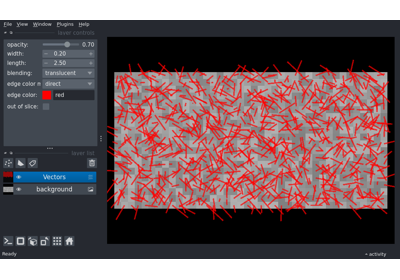 File View Window Plugins Help
layer controls
opacity: 0.70
width: 0.20
length: 2.50
blending: translucent
edge color m direct
edge color: red
out of slice:
layer list
Vectors
background
Ready
activity